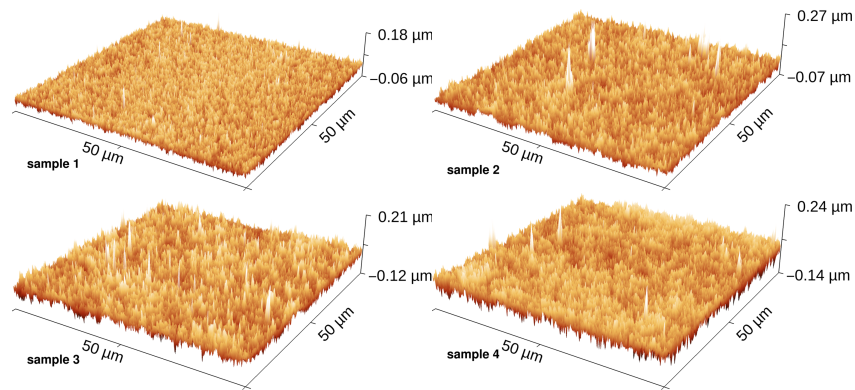 0.18 µm
−0.06 µm
50 µm
50 µm
sample 1
0.27 µm
−0.07 µm
50 µm
50 µm
sample 2
0.21 µm
−0.12 µm
50 µm
50 µm
sample 3
0.24 µm
−0.14 µm
50 µm
50 µm
sample 4